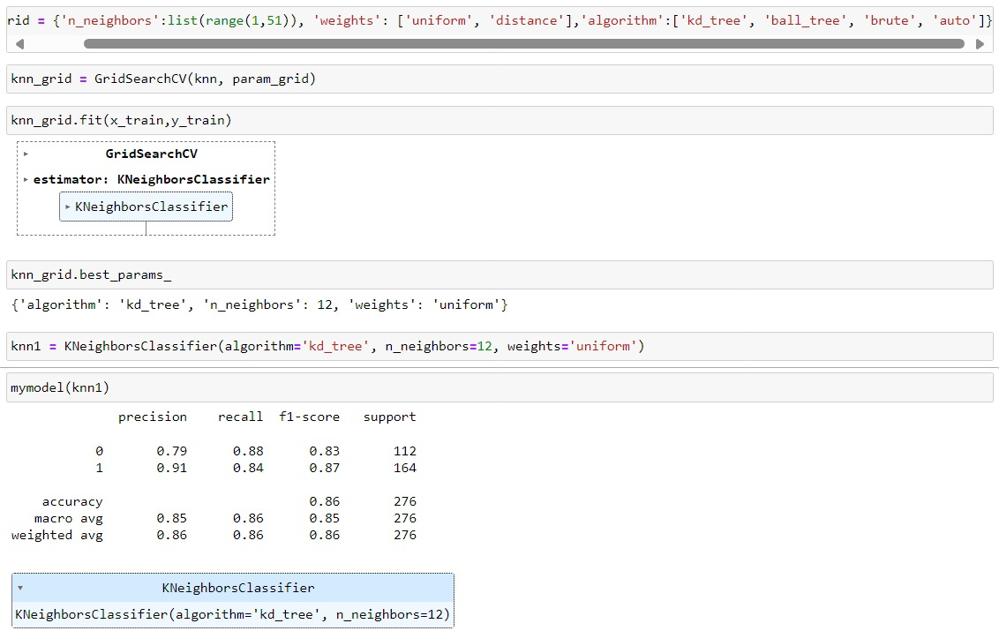 rid = {'n_neighbors':list(range(1,51)), 'weights': ['uniform', 'distance'],'algorithm':['kd_tree', 'ball_tree', 'brute', 'auto']}
knn_grid = GridSearchCV(knn, param_grid)
knn_grid.fit(x_train,y_train)
GridSearchCV
estimator: KNeighborsClassifier
KNeighborsClassifier
knn_grid.best_params_
{'algorithm': 'kd_tree', 'n_neighbors': 12, 'weights': 'uniform'}
knn1 = KNeighborsClassifier(algorithm='kd_tree', n_neighbors=12, weights='uniform')
mymodel(knn1)
precision recall f1-score support
0 0.79 0.88 0.83 112
1 0.91 0.84 0.87 164
accuracy 0.86 276
macro avg 0.85 0.86 0.85 276
weighted avg 0.86 0.86 0.86 276
KNeighborsClassifier
KNeighborsClassifier(algorithm='kd_tree', n_neighbors=12)